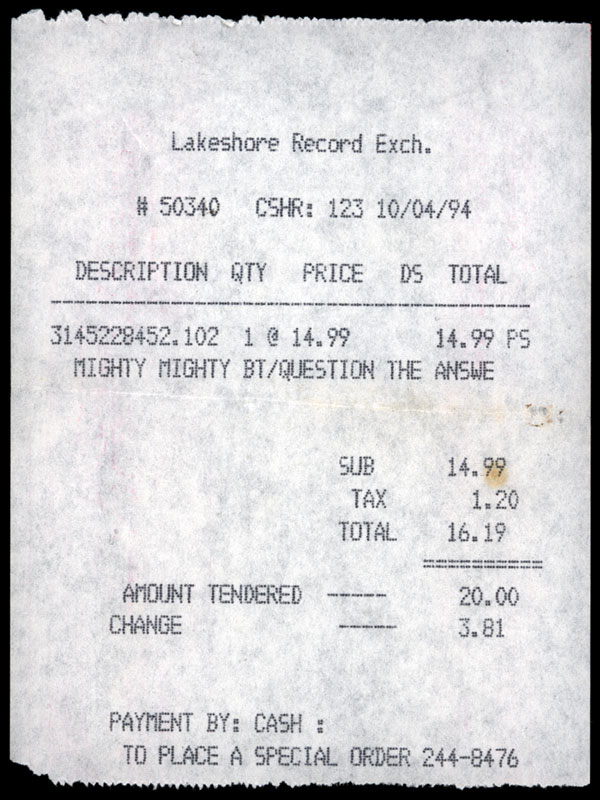 Lakeshore Record Exch.
# 50340 CSHR: 123 10/04/94
DESCRIPTION QTY PRICE DS TOTAL
3145228452.102 1 @ 14.99 14.99 PS
MIGHTY MIGHTY BT/QUESTION THE ANSWE
SUB 14.99
TAX 1.20
TOTAL 16.19
AMOUNT TENDERED ----- 20.00
CHANGE ----- 3.81
PAYMENT BY: CASH :
TO PLACE A SPECIAL ORDER 244-8476